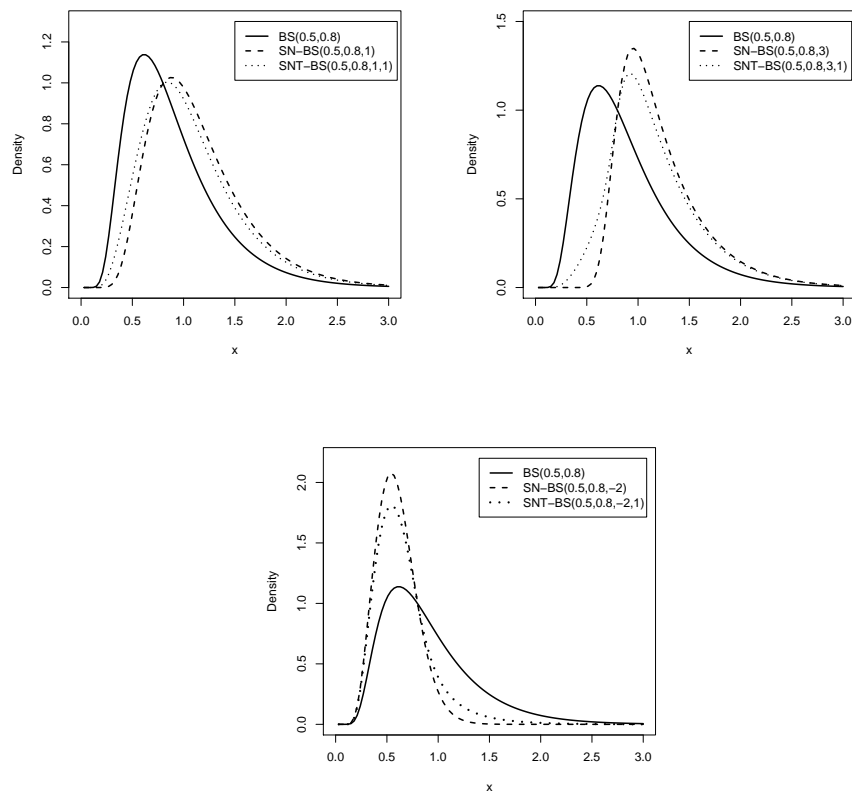 BS(0.5,0.8)
SN−BS(0.5,0.8,1)
SNT−BS(0.5,0.8,1,1)
Density
0.0
0.2
0.4
0.6
0.8
1.0
1.2
0.0 0.5 1.0 1.5 2.0 2.5 3.0
x
BS(0.5,0.8)
SN−BS(0.5,0.8,3)
SNT−BS(0.5,0.8,3,1)
Density
0.0
0.5
1.0
1.5
0.0 0.5 1.0 1.5 2.0 2.5 3.0
x
BS(0.5,0.8)
SN−BS(0.5,0.8,−2)
SNT−BS(0.5,0.8,−2,1)
Density
0.0
0.5
1.0
1.5
2.0
0.0 0.5 1.0 1.5 2.0 2.5 3.0
x